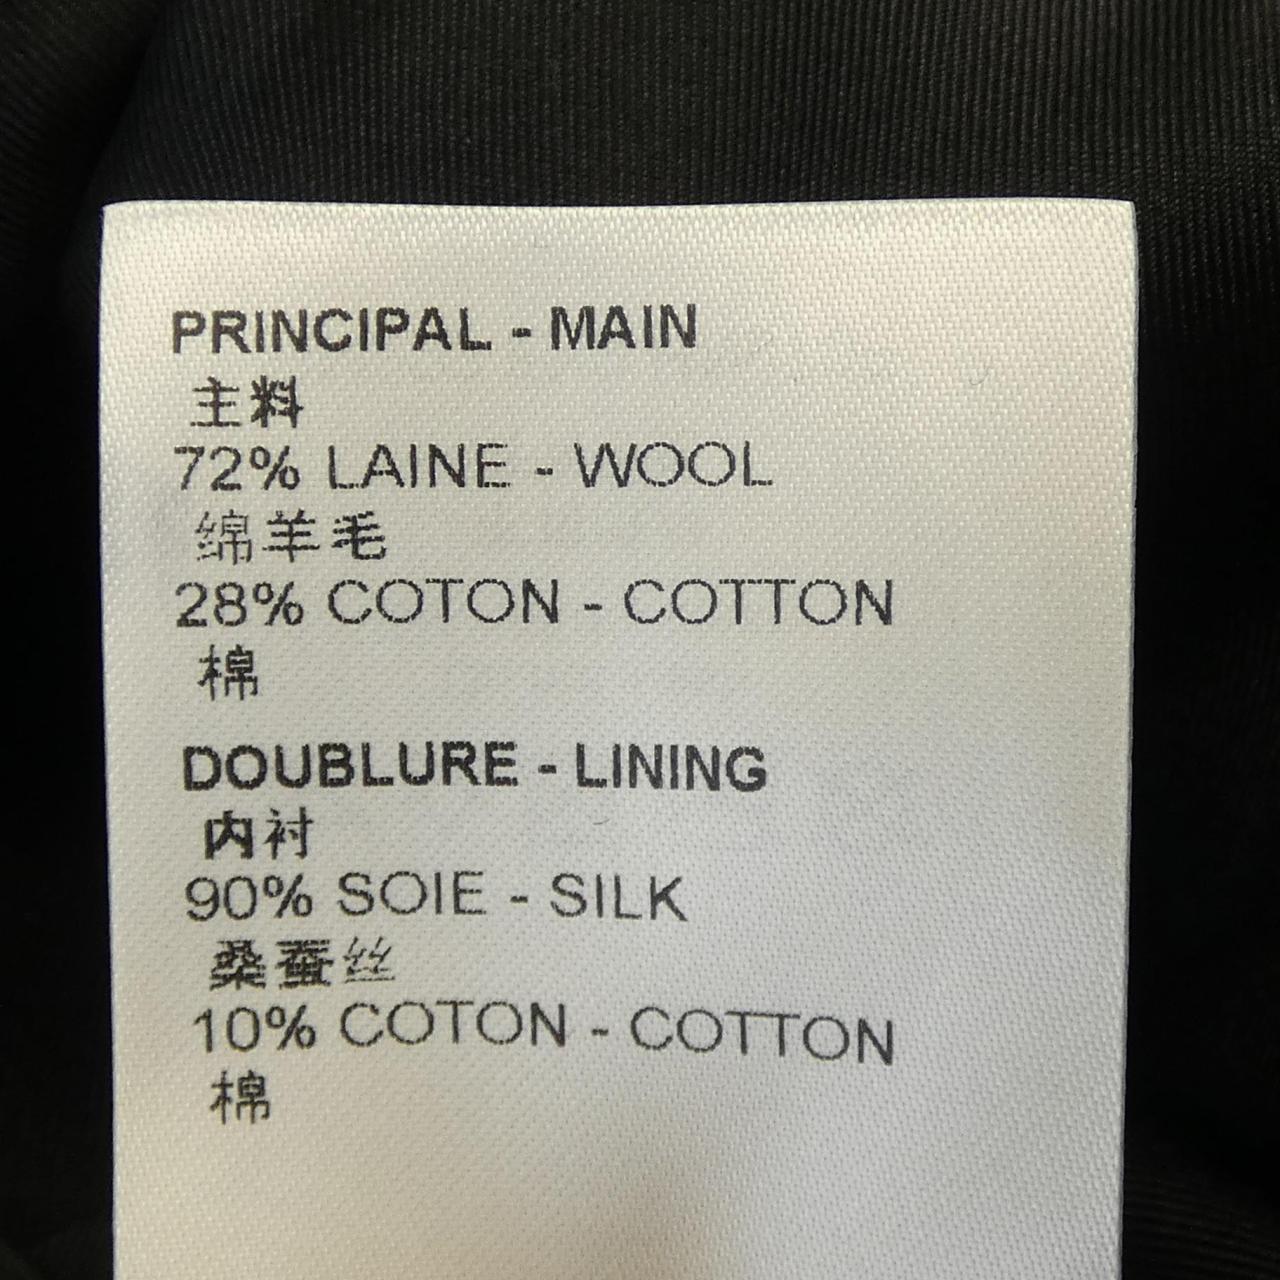 PRINCIPAL - MAIN
主料
72% LAINE - WOOL
绵羊毛
28% COTON - COTTON
棉
DOUBLURE - LINING
内衬
90% SOIE - SILK
桑蚕丝
10% COTON - COTTON
棉